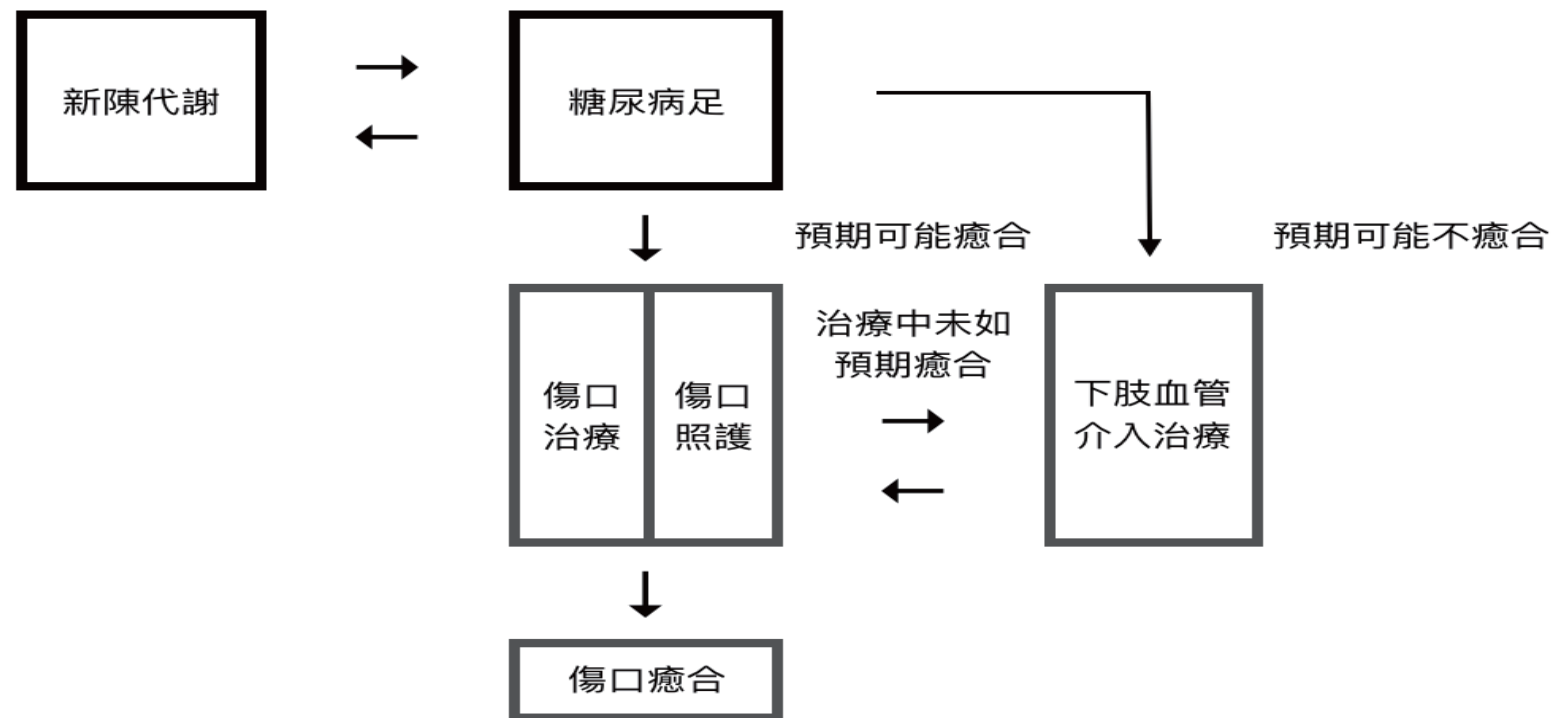 新陳代謝
糖尿病足
預期可能癒合
預期可能不癒合
傷口
治療
傷口
照護
治療中未如
預期癒合
下肢血管
介入治療
傷口癒合